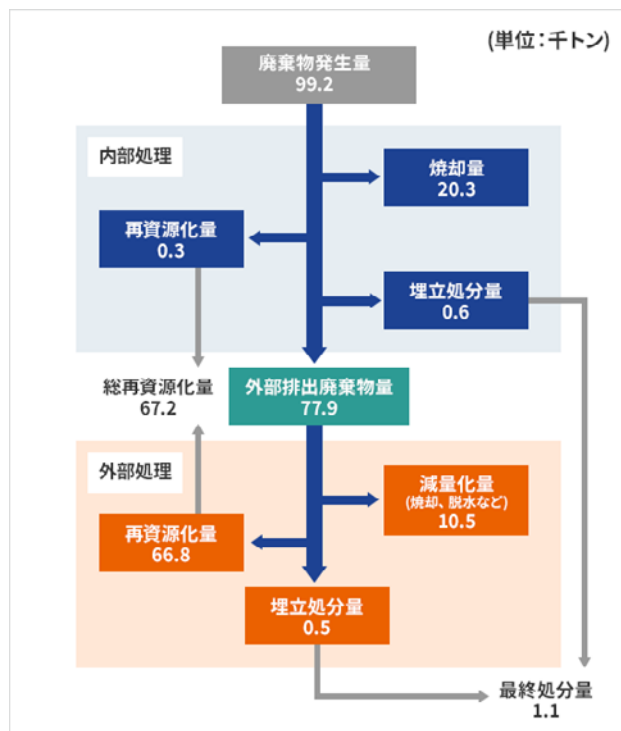 (単位:千トン)
廃棄物発生量
99.2
内部処理
焼却量
20.3
再資源化量
0.3
埋立処分量
0.6
総再資源化量
67.2
外部排出廃棄物量
77.9
外部処理
減量化量
(焼却、脱水など)
10.5
再資源化量
66.8
埋立処分量
0.5
最終処分量
1.1